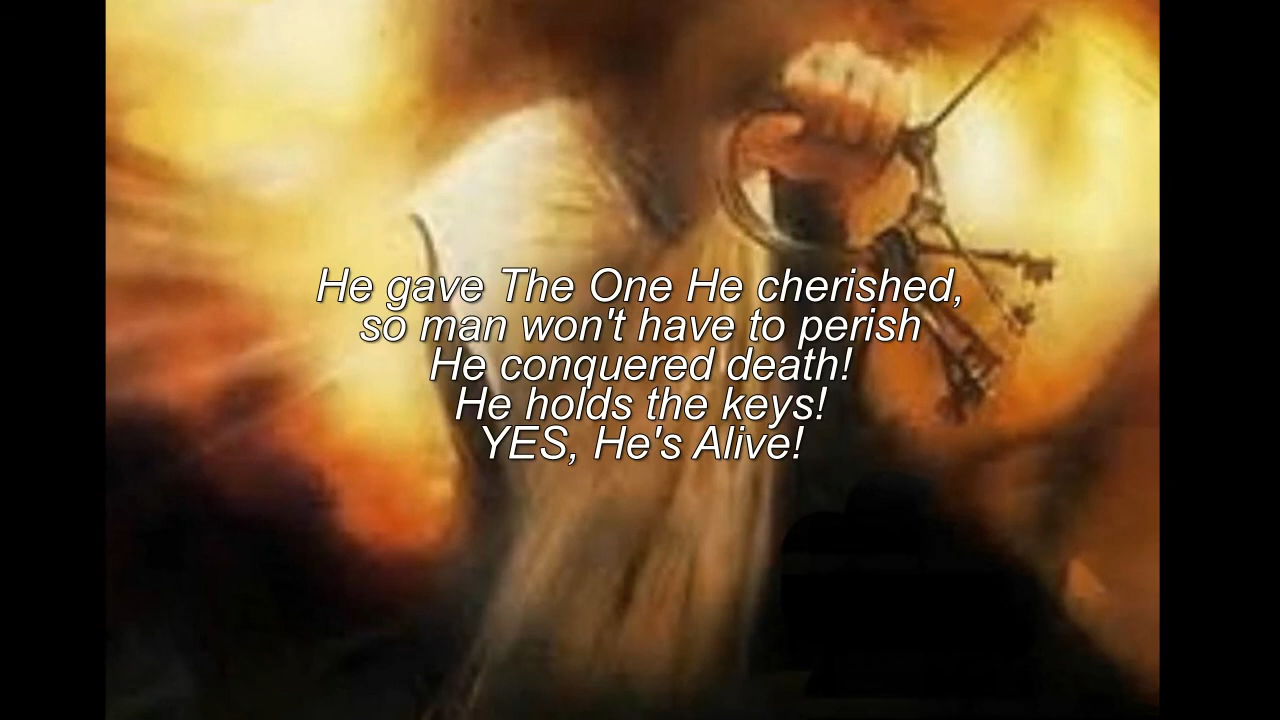 He gave The One He cherished,
so man won't have to perish
He conquered death!
He holds the keys!
YES, He's Alive!